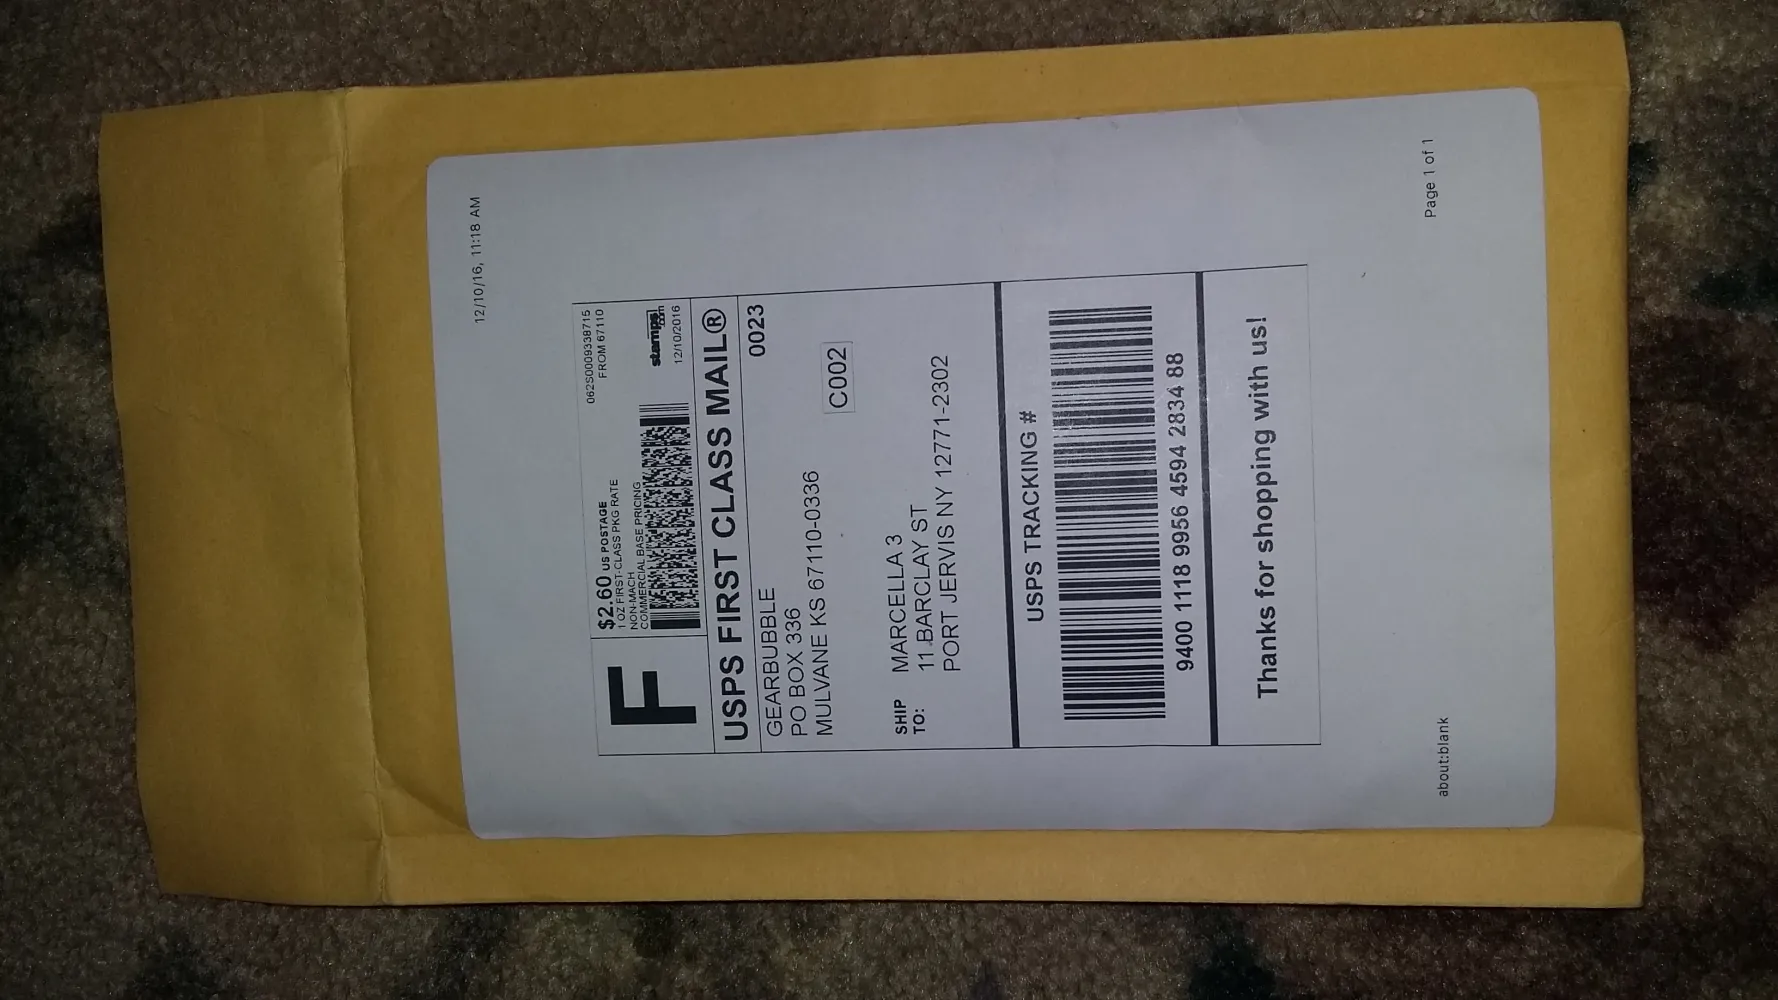 12/10/16, 11:18 AM
F
$2.60 US POSTAGE
1 OZ FIRST-CLASS PKG RATE
NON-MACH
COMMERCIAL BASE PRICING
062S0009338715
FROM 67110
stamps
.com
12/10/2016
USPS FIRST CLASS MAIL®
GEARBUBBLE
PO BOX 336
MULVANE KS 67110-0336
0023
C002
SHIP
TO:
MARCELLA 3
11 BARCLAY ST
PORT JERVIS NY 12771-2302
USPS TRACKING #
9400 1118 9956 4594 2834 88
Thanks for shopping with us!
about:blank
Page 1 of 1